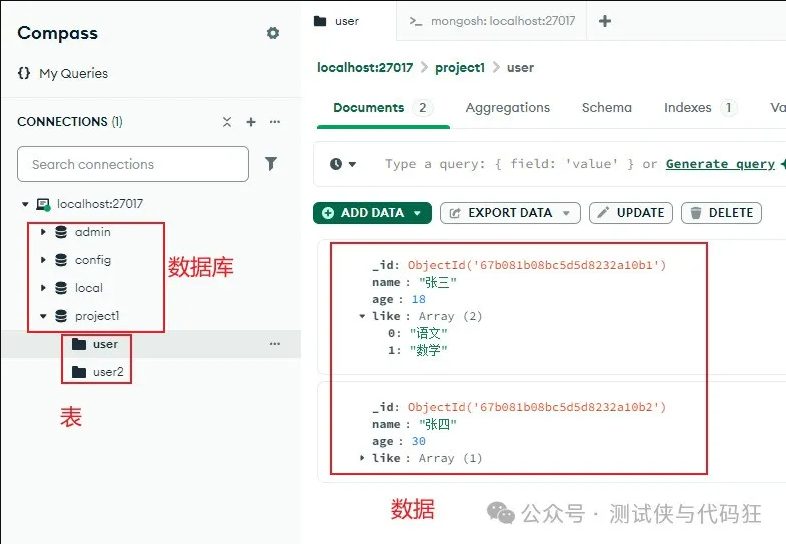 Compass
My Queries
CONNECTIONS (1)
Search connections
localhost:27017
admin
config
local
project1
user
user2
数据库
表
user
>_ mongosh: localhost:27017
localhost:27017 > project1 > user
Documents 2 Aggregations Schema Indexes 1 Va
Type a query: { field: 'value' } or Generate query
ADD DATA EXPORT DATA UPDATE DELETE
_id: ObjectId('67b081b08bc5d5d8232a10b1')
name : "张三"
age : 18
like : Array (2)
0: "语文"
1: "数学"
_id: ObjectId('67b081b08bc5d5d8232a10b2')
name : "张四"
age : 30
like : Array (1)
数据
公众号 · 测试侠与代码狂